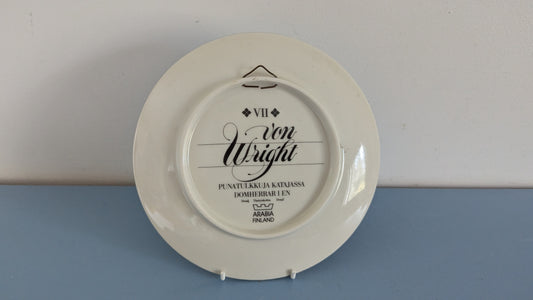 VII
von
Wright
PUNATULKKUJA KATAJASSA
DOMHERRAR I EN
ARABIA
FINLAND